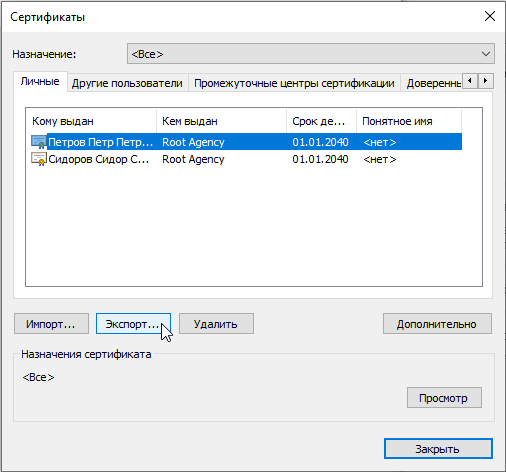 Сертификаты
Назначение: <Все>
Личные Другие пользователи Промежуточные центры сертификации Доверенны
Кому выдан Кем выдан Срок де... Понятное имя
Петров Петр Петр... Root Agency 01.01.2040 <нет>
Сидоров Сидор С... Root Agency 01.01.2040 <нет>
Импорт... Экспорт... Удалить Дополнительно
Назначения сертификата
<Все>
Просмотр
Закрыть